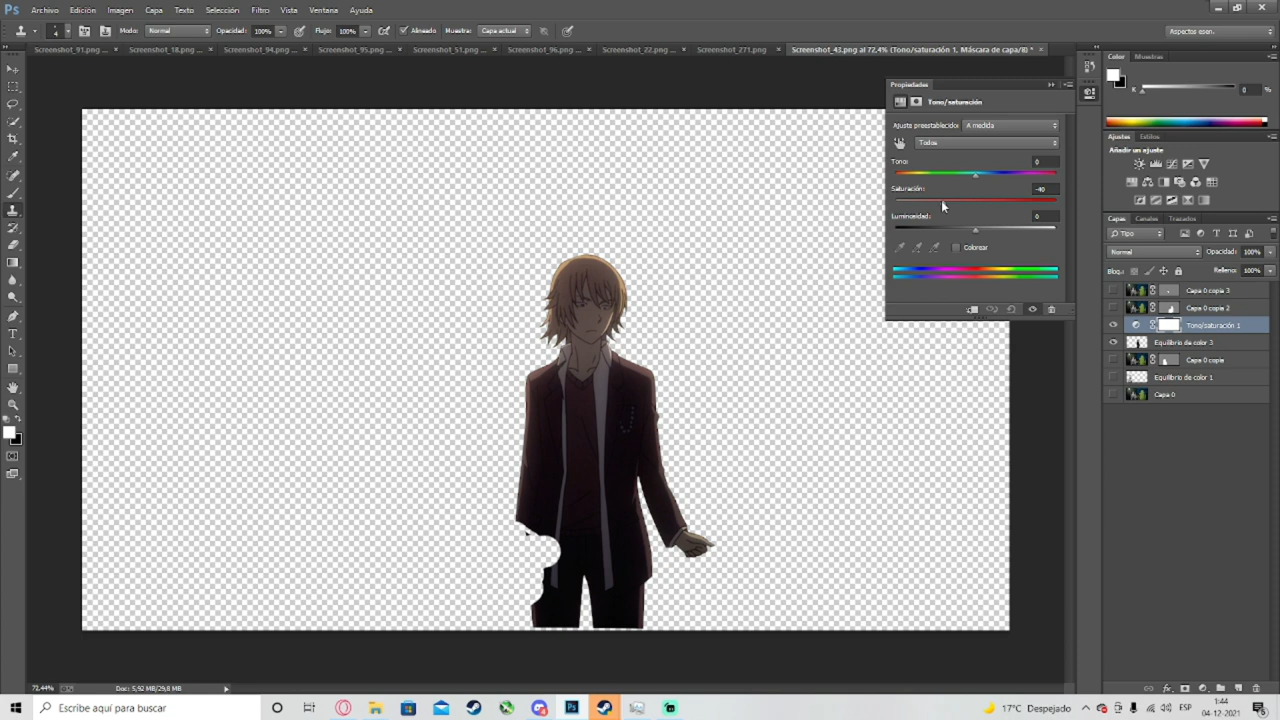 Ps Archivo Edición Imagen Capa Texto Selección Filtro Vista Ventana Ayuda
4 Modo: Normal Opacidad: 100% Flujo: 100% Alineado Muestra: Capa actual Aspectos esen.
Screenshot_91.png × Screenshot_18.png × Screenshot_94.png × Screenshot_95.png × Screenshot_51.png × Screenshot_96.png × Screenshot_22.png × Screenshot_271.png × Screenshot_43.png al 72,4% (Tono/saturación 1, Máscara de capa/8) * ×
Propiedades
Tono/saturación
Ajuste preestablecido: A medida
Todos
Tono: 0
Saturación: -40
Luminosidad: 0
Colorear
Color Muestras
K 0 %
Ajustes Estilos
Añadir un ajuste
Capas Canales Trazados
Tipo
Normal Opacidad: 100%
Bloq.: Relleno: 100%
Capa 0 copia 3
Capa 0 copia 2
Tono/saturación 1
Equilibrio de color 3
Capa 0 copia
Equilibrio de color 1
Capa 0
72.44% Doc: 5,92 MB/29,8 MB
Escribe aquí para buscar
17°C Despejado ESP 1:44
04-12-2021